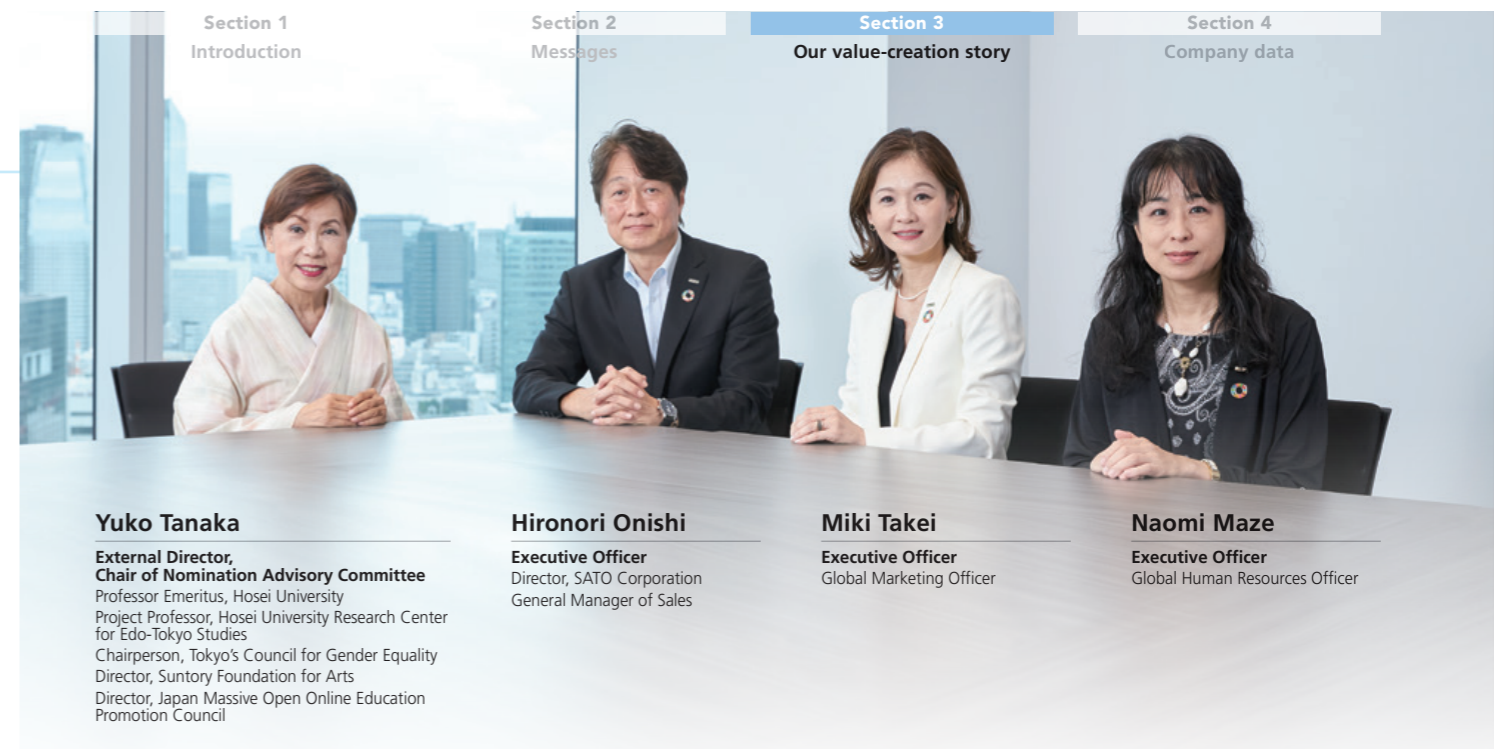 Section 1
Section 2
Section 3
Section 4
Introduction
Messages
Our value-creation story
Company data
Yuko Tanaka
External Director,
Chair of Nomination Advisory Committee
Professor Emeritus, Hosei University
Project Professor, Hosei University Research Center
for Edo-Tokyo Studies
Chairperson, Tokyo’s Council for Gender Equality
Director, Suntory Foundation for Arts
Director, Japan Massive Open Online Education
Promotion Council
Hironori Onishi
Executive Officer
Director, SATO Corporation
General Manager of Sales
Miki Takei
Executive Officer
Global Marketing Officer
Naomi Maze
Executive Officer
Global Human Resources Officer